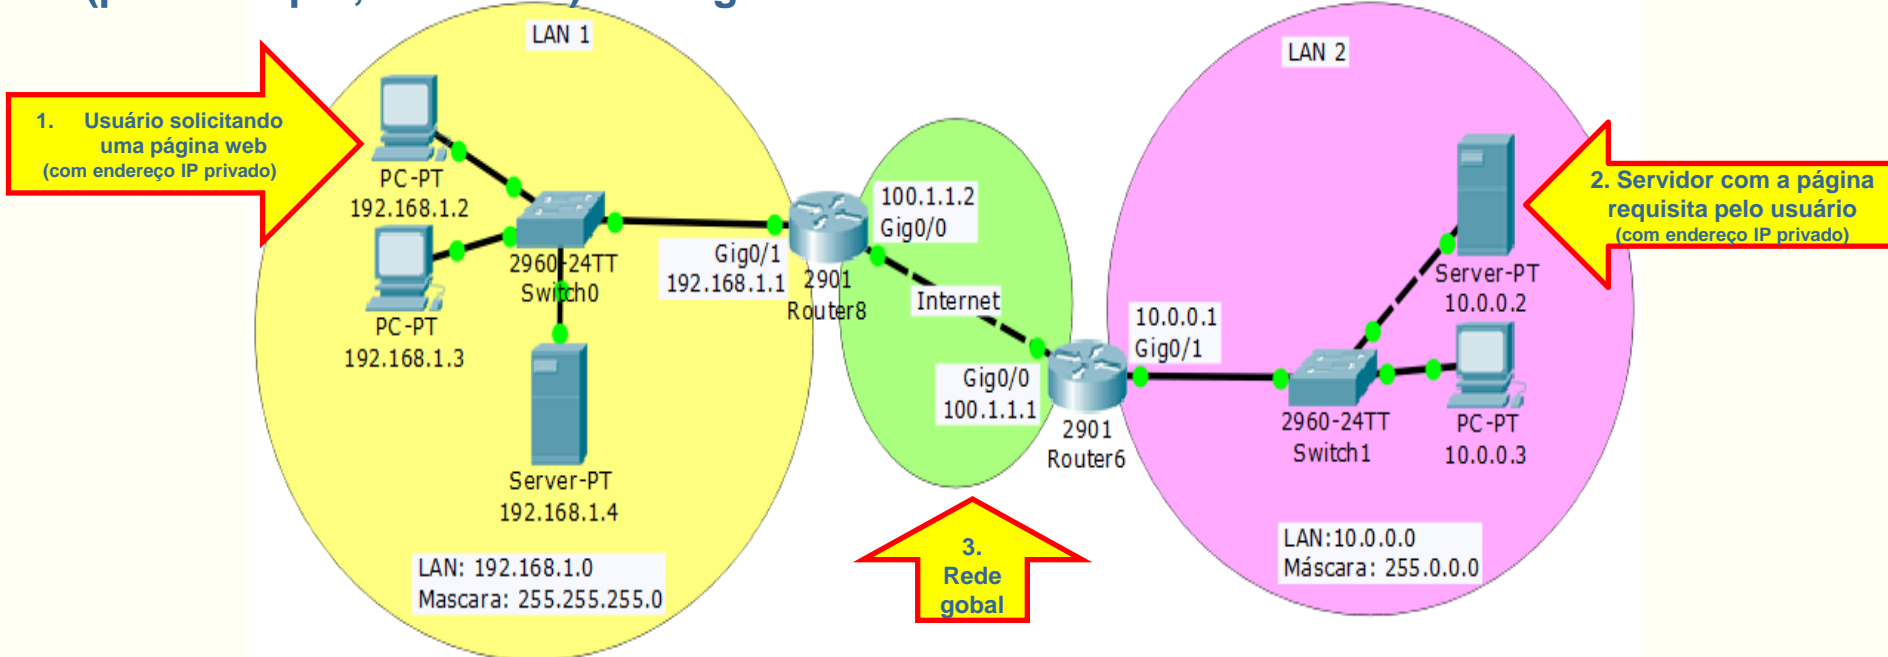 LAN 1
LAN 2
1. Usuário solicitando
uma página web
(com endereço IP privado)
PC-PT
192.168.1.2
PC-PT
192.168.1.3
2960-24TT
Switch0
Server-PT
192.168.1.4
LAN: 192.168.1.0
Mascara: 255.255.255.0
Gig0/1
192.168.1.1
2901
Router8
100.1.1.2
Gig0/0
Internet
Gig0/0
100.1.1.1
2901
Router6
10.0.0.1
Gig0/1
3.
Rede
gobal
2960-24TT
Switch1
Server-PT
10.0.0.2
PC-PT
10.0.0.3
2. Servidor com a página
requisita pelo usuário
(com endereço IP privado)
LAN:10.0.0.0
Máscara: 255.0.0.0